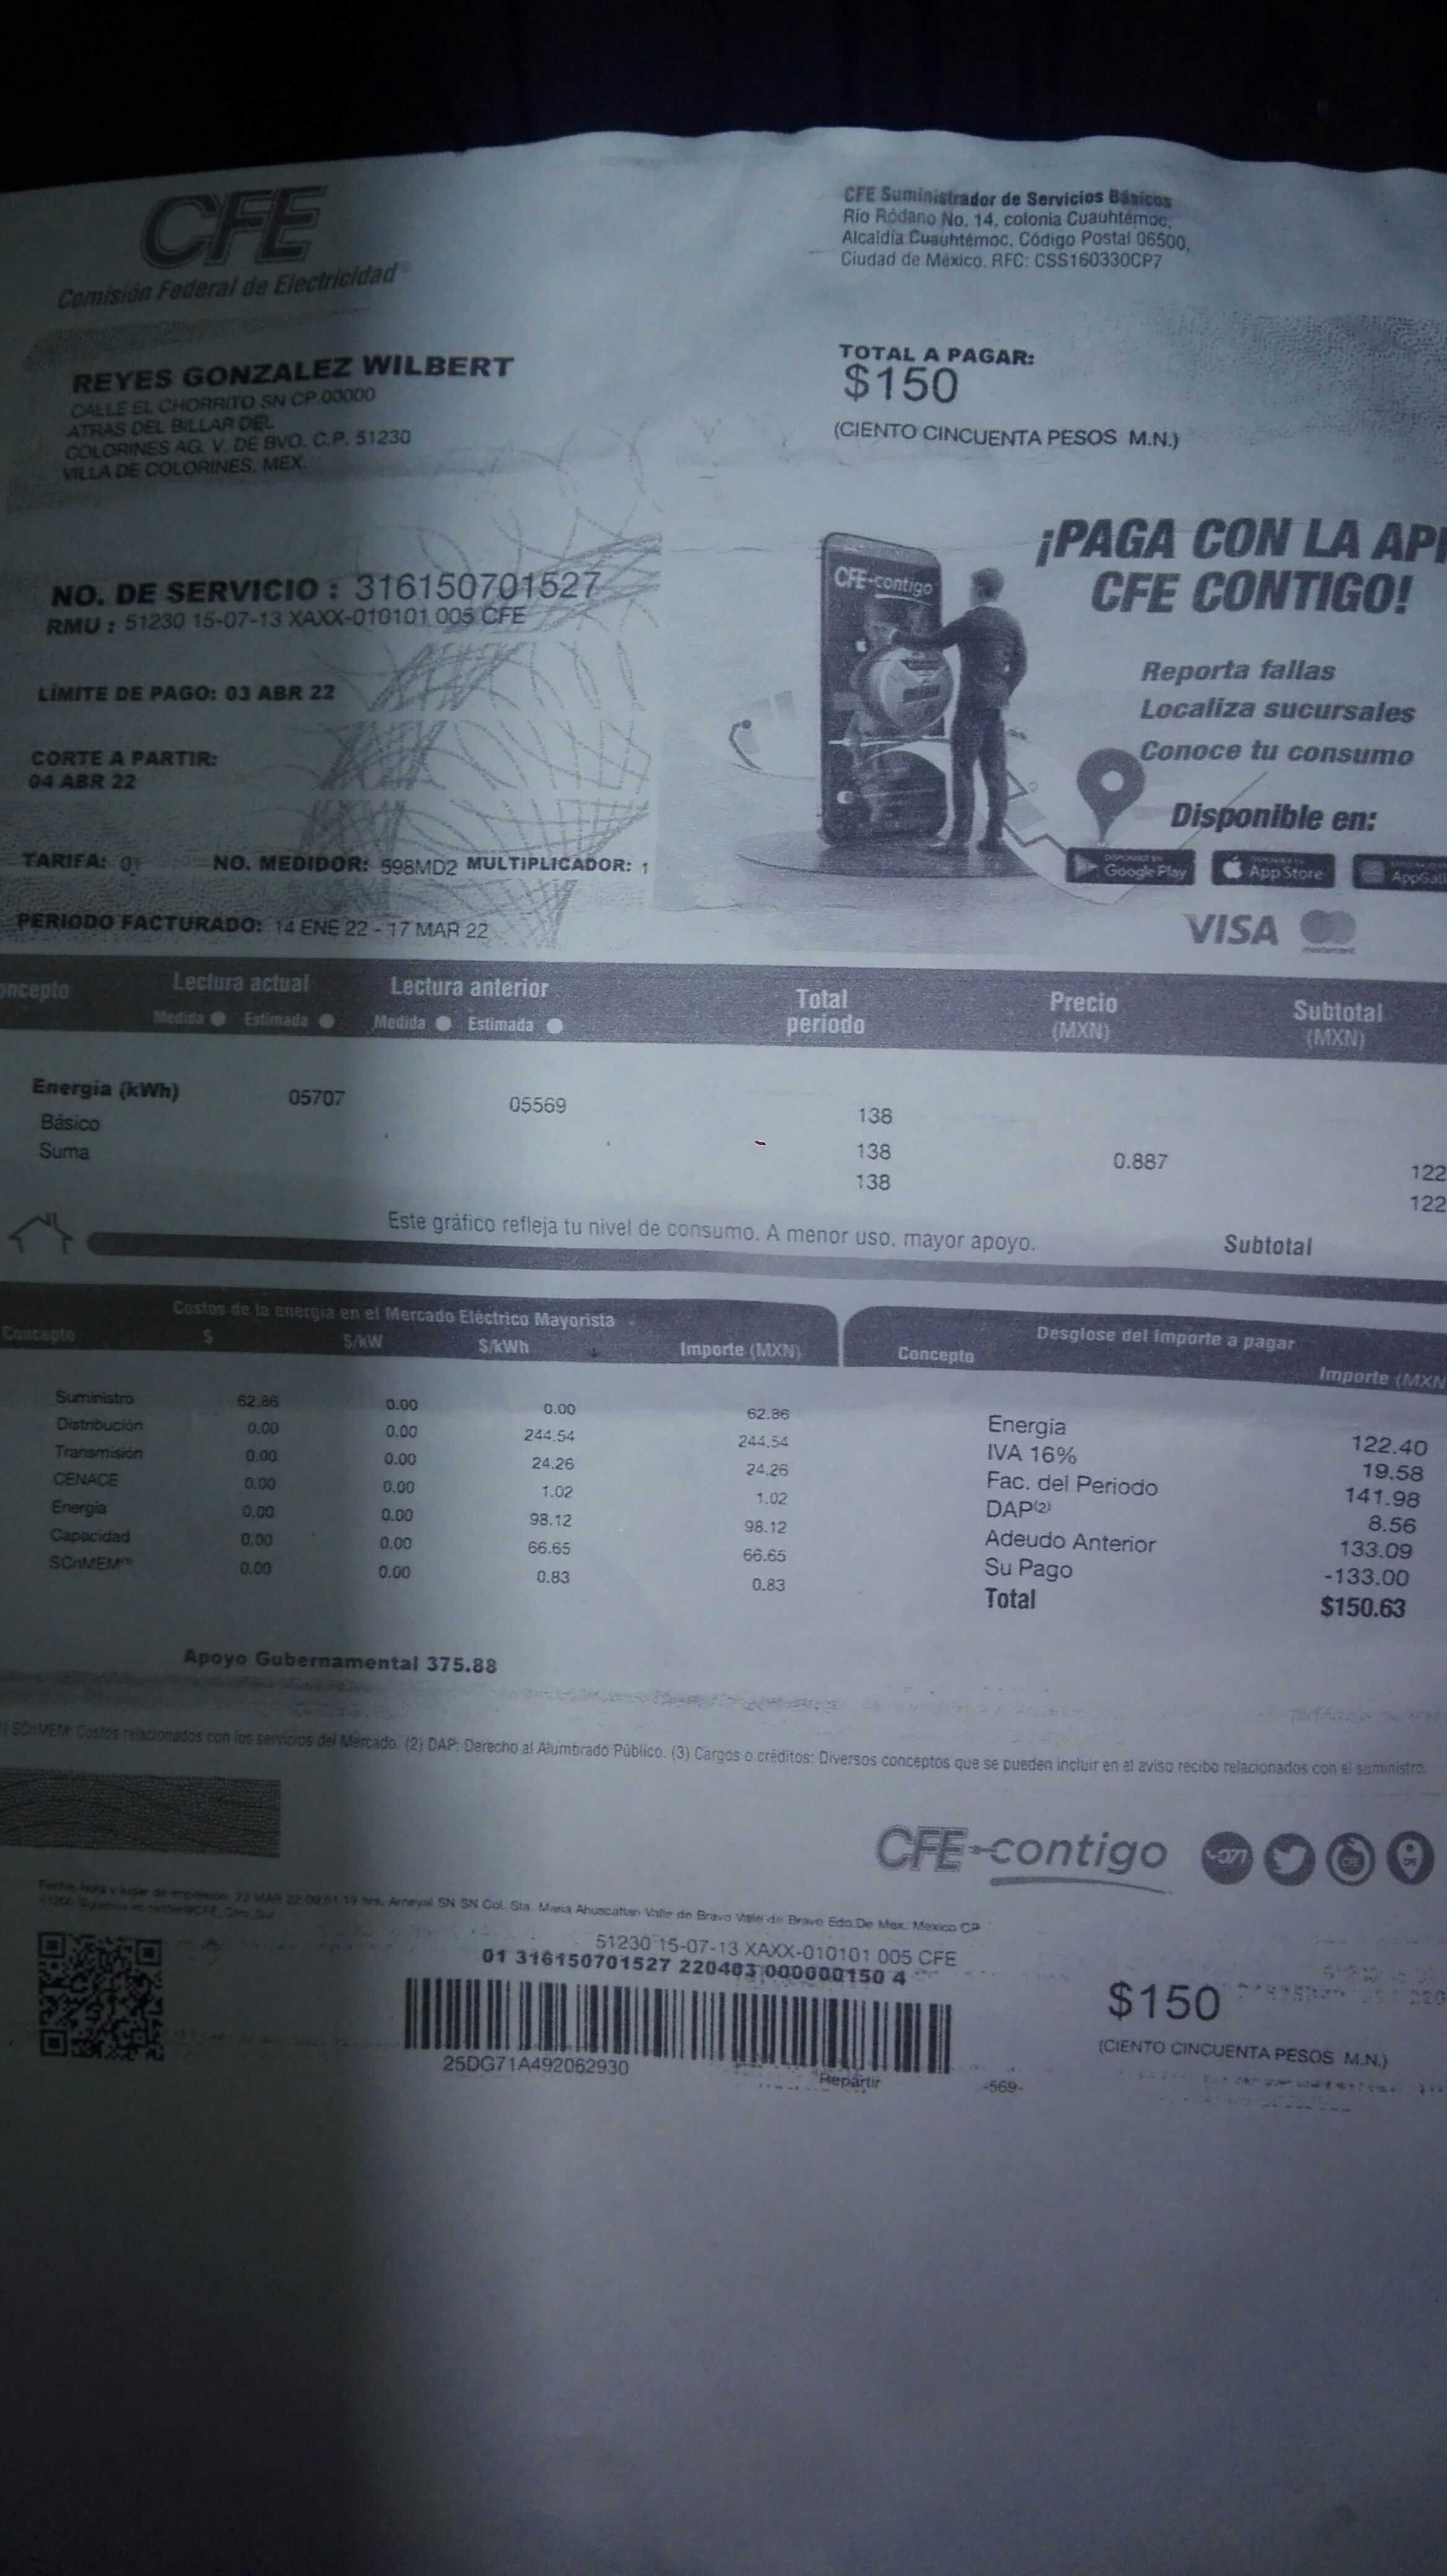 CFE
Comisión Federal de Electricidad®
CFE Suministrador de Servicios Básicos
Río Ródano No. 14, colonia Cuauhtémoc,
Alcaldía Cuauhtémoc, Código Postal 06500,
Ciudad de México. RFC: CSS160330CP7
REYES GONZALEZ WILBERT
CALLE EL CHORRITO SN CP.00000
ATRAS DEL BILLAR DEL
COLORINES AG. V. DE BVO. C.P. 51230
VILLA DE COLORINES, MEX.
TOTAL A PAGAR:
$150
(CIENTO CINCUENTA PESOS M.N.)
NO. DE SERVICIO : 316150701527
RMU : 51230 15-07-13 XAXX-010101 005 CFE
LÍMITE DE PAGO: 03 ABR 22
CORTE A PARTIR:
04 ABR 22
TARIFA: 01 NO. MEDIDOR: 598MD2 MULTIPLICADOR: 1
PERIODO FACTURADO: 14 ENE 22 - 17 MAR 22
¡PAGA CON LA AP
CFE CONTIGO!
CFE-contigo
Reporta fallas
Localiza sucursales
Conoce tu consumo
Disponible en:
Google Play
App Store
AppGal
VISA
mastercard
oncepto Lectura actual Lectura anterior Total periodo Precio (MXN) Subtotal (MXN)
Medida Estimada Medida Estimada
Energía (kWh) 05707 05569 138
Básico 138 0.887 122
Suma 138 122
Este gráfico refleja tu nivel de consumo. A menor uso, mayor apoyo.
Subtotal
Costos de la energía en el Mercado Eléctrico Mayorista
Concepto $ $/kW $/kWh Importe (MXN)
Suministro 62.86 0.00 0.00 62.86
Distribución 0.00 0.00 244.54 244.54
Transmisión 0.00 0.00 24.26 24.26
CENACE 0.00 0.00 1.02 1.02
Energía 0.00 0.00 98.12 98.12
Capacidad 0.00 0.00 66.65 66.65
SCnMEM 0.00 0.00 0.83 0.83
Desglose del importe a pagar
Concepto Importe (MXN
Energía 122.40
IVA 16% 19.58
Fac. del Periodo 141.98
DAP(2) 8.56
Adeudo Anterior 133.09
Su Pago -133.00
Total $150.63
Apoyo Gubernamental 375.88
) SCnMEM: Costos relacionados con los servicios del Mercado. (2) DAP: Derecho al Alumbrado Público. (3) Cargos o créditos: Diversos conceptos que se pueden incluir en el aviso recibo relacionados con el suministro.
CFE-contigo
071
Fecha, hora y lugar de impresión: 23 MAR 22 09:51:19 hrs. SN SN Col. Sta. Maria Ahuacatlan Valle de Bravo Valle de Bravo Edo.De Mex. Mexico CP
51200
51230 15-07-13 XAXX-010101 005 CFE
01 316150701527 220403 000000150 4
25DG71A492062930
Repartir
-569-
$150
(CIENTO CINCUENTA PESOS M.N.)